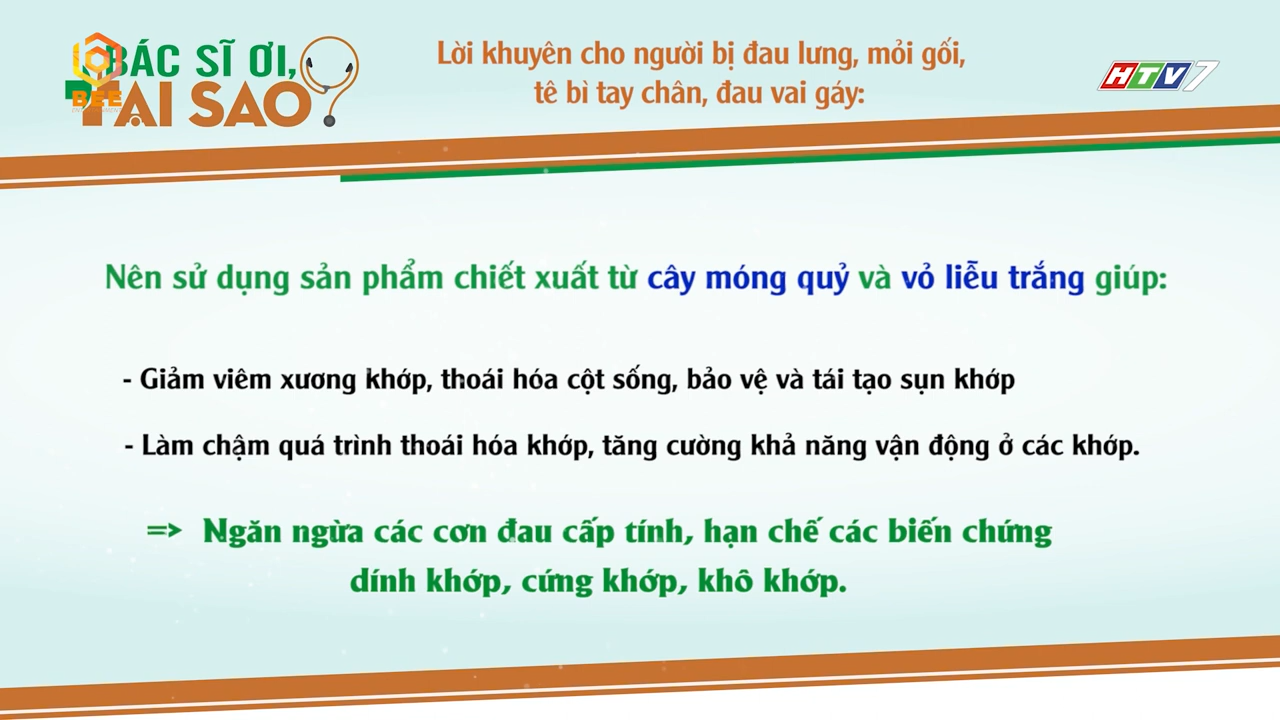 BÁC SĨ ƠI,
TẠI SAO?
BEE
Lời khuyên cho người bị đau lưng, mỏi gối,
tê bì tay chân, đau vai gáy:
HTV7
Nên sử dụng sản phẩm chiết xuất từ cây móng quỷ và vỏ liễu trắng giúp:
- Giảm viêm xương khớp, thoái hóa cột sống, bảo vệ và tái tạo sụn khớp
- Làm chậm quá trình thoái hóa khớp, tăng cường khả năng vận động ở các khớp.
=> Ngăn ngừa các cơn đau cấp tính, hạn chế các biến chứng
dính khớp, cứng khớp, khô khớp.